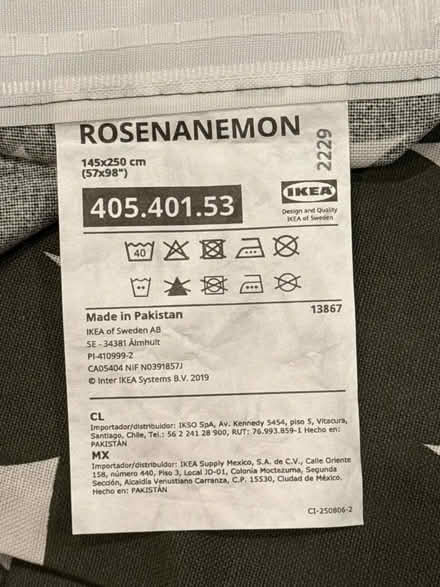 ROSENANEMON
2229
145x250 cm
(57x98")
405.401.53
IKEA
Design and Quality
IKEA of Sweden
40
Made in Pakistan
13867
IKEA of Sweden AB
SE - 34381 Älmhult
PI-410999-2
CA05404 NIF N0391857J
© Inter IKEA Systems B.V. 2019
CL
Importador/distribuidor: IKSO SpA, Av. Kennedy 5454, piso 5, Vitacura,
Santiago, Chile, Tel.: 56 2 241 28 900, RUT: 76.993.859-1 Hecho en:
PAKISTÁN
MX
Importador/distribuidor: IKEA Supply Mexico, S.A. de C.V., Calle Oriente
158, número 440, Piso 3, Local JD-01, Colonia Moctezuma, Segunda
Sección, Alcaldía Venustiano Carranza, C.P. 15530, Ciudad de México.
Hecho en: PAKISTÁN
CI-250806-2